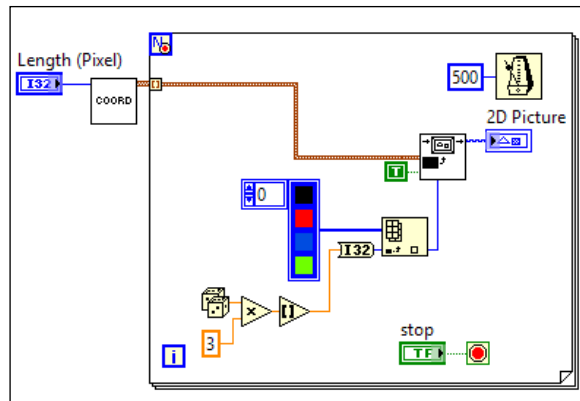 N
Length (Pixel)
I32
COORD
500
2D Picture
T
0
I32
3
i
stop
TF